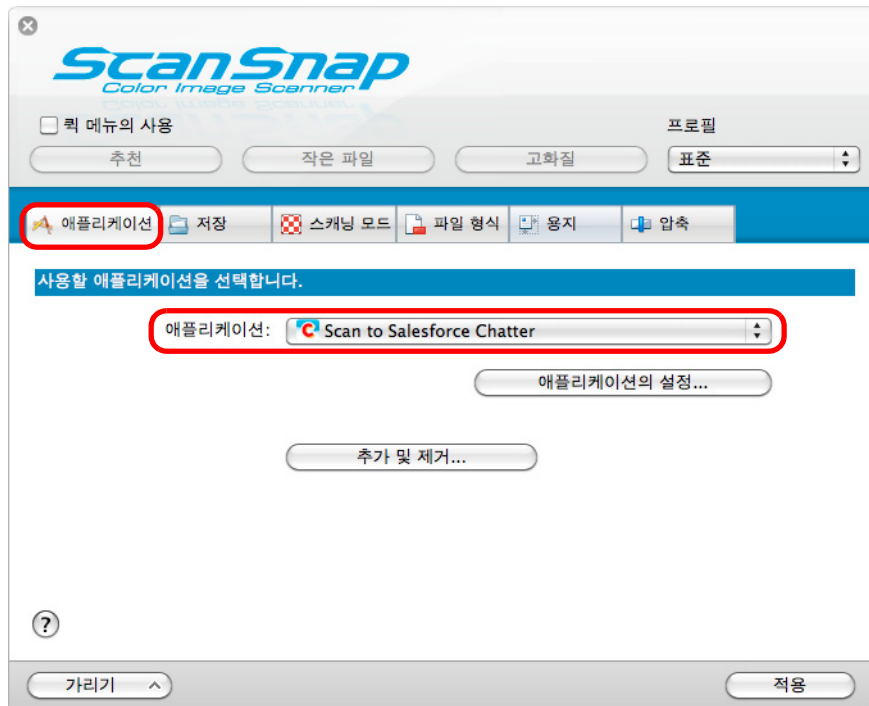 ScanSnap
Color Image Scanner
퀵 메뉴의 사용
프로필
추천
작은 파일
고화질
표준
애플리케이션
저장
스캐닝 모드
파일 형식
용지
압축
사용할 애플리케이션을 선택합니다.
애플리케이션: Scan to Salesforce Chatter
애플리케이션의 설정...
추가 및 제거...
?
가리기
적용